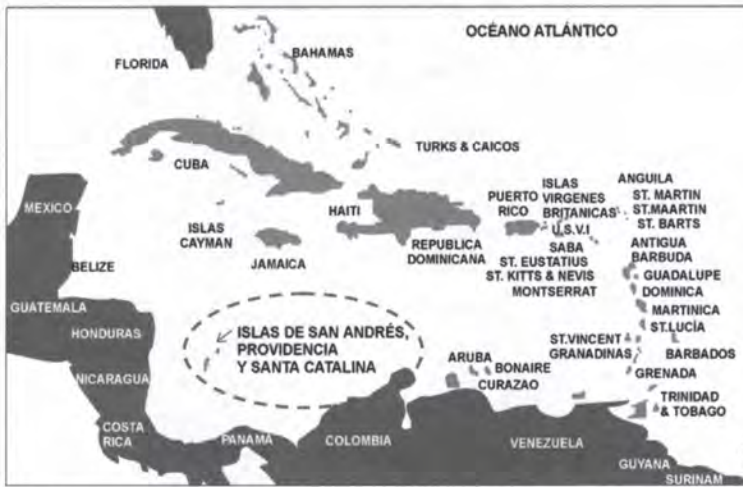 OCÉANO ATLÁNTICO
FLORIDA
BAHAMAS
TURKS & CAICOS
CUBA
MEXICO
ISLAS
CAYMAN
JAMAICA
HAITI
REPUBLICA
DOMINICANA
PUERTO
RICO
ISLAS
VIRGENES
BRITANICAS
U.S.V.I
SABA
ST. EUSTATIUS
ST. KITTS & NEVIS
MONTSERRAT
ANGUILA
ST. MARTIN
ST.MAARTIN
ST. BARTS
ANTIGUA
BARBUDA
GUADALUPE
DOMINICA
MARTINICA
ST.LUCÍA
BARBADOS
ST.VINCENT
GRANADINAS
GRENADA
TRINIDAD
& TOBAGO
BELIZE
GUATEMALA
HONDURAS
NICARAGUA
COSTA
RICA
PANAMÁ
ISLAS DE SAN ANDRÉS,
PROVIDENCIA
Y SANTA CATALINA
ARUBA
BONAIRE
CURAZAO
COLOMBIA
VENEZUELA
GUYANA
SURINAM